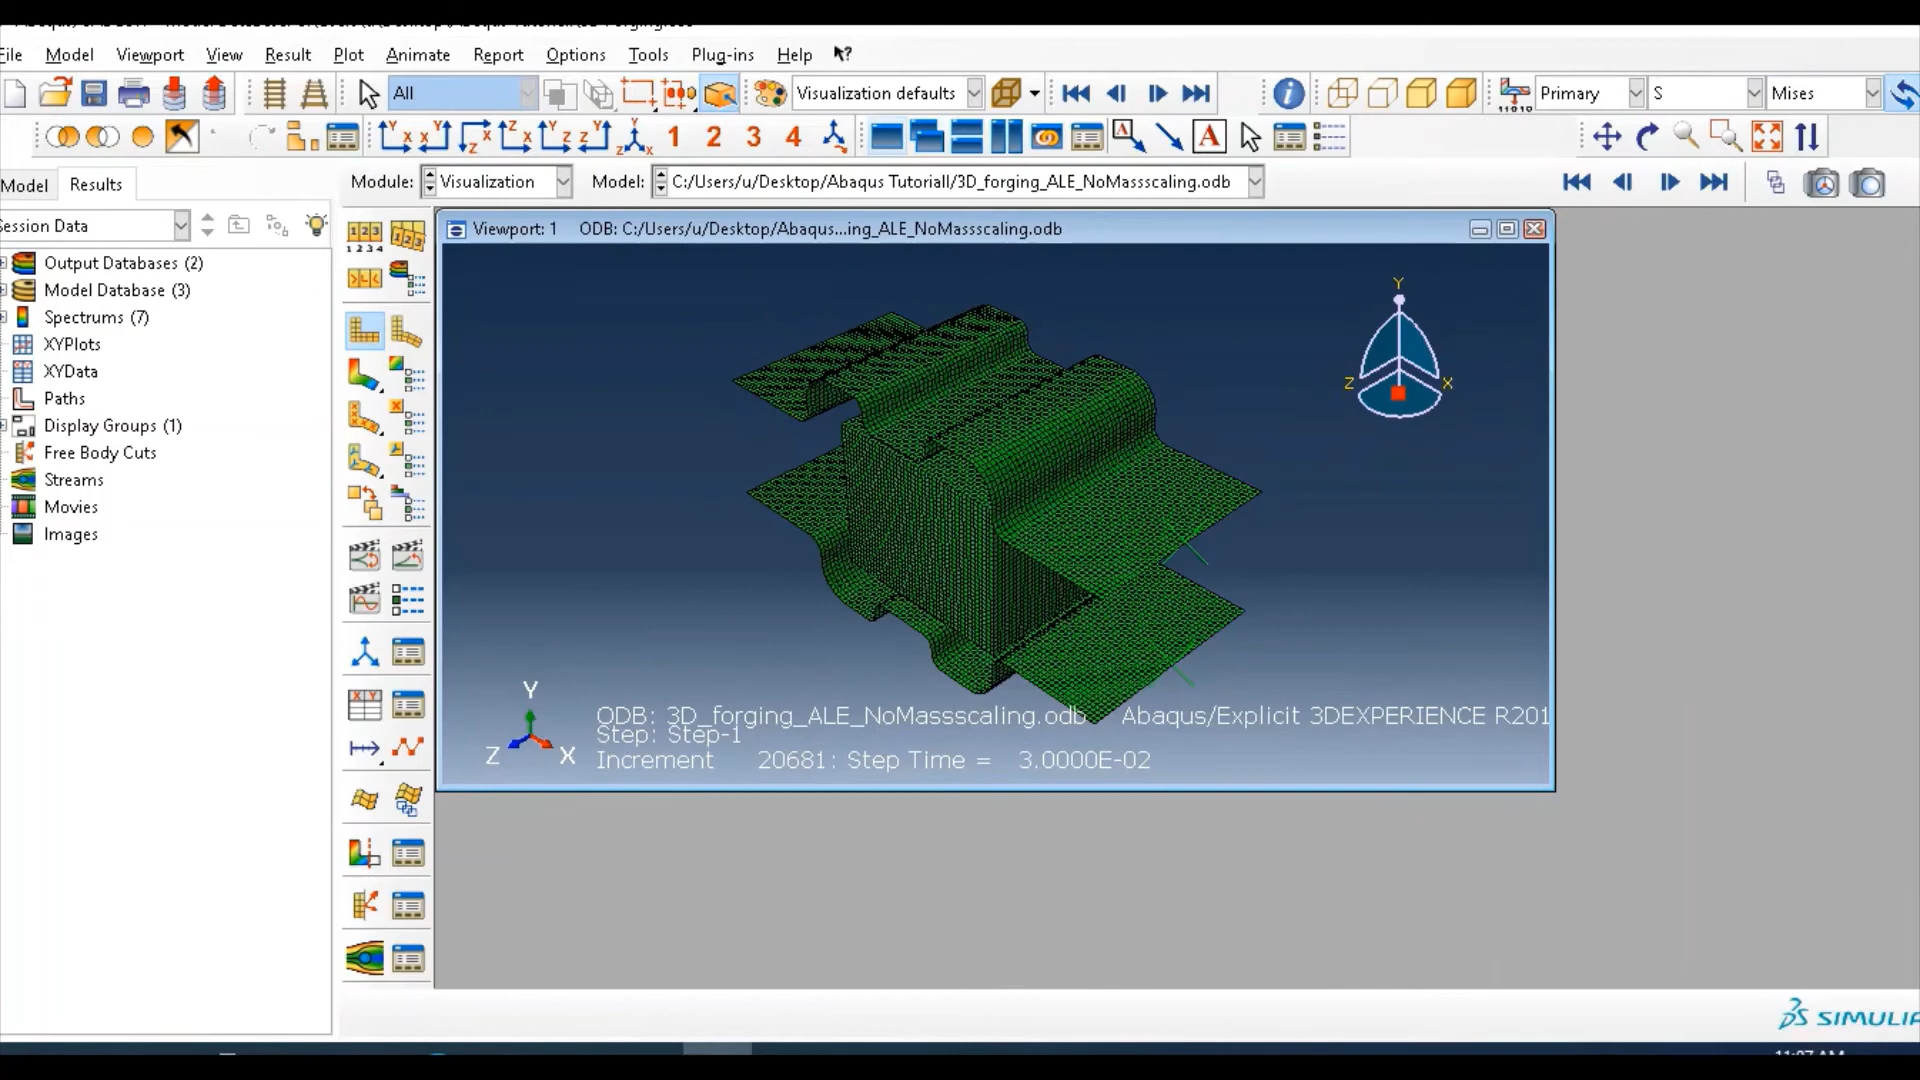 File Model Viewport View Result Plot Animate Report Options Tools Plug-ins Help
All Visualization defaults Primary S Mises
1 2 3 4 A A
Model Results Module: Visualization Model: C:/Users/u/Desktop/Abaqus Tutoriall/3D_forging_ALE_NoMassscaling.odb
Session Data
Viewport: 1 ODB: C:/Users/u/Desktop/Abaqus...ing_ALE_NoMassscaling.odb
Output Databases (2)
Model Database (3)
Spectrums (7)
XYPlots
XYData
Paths
Display Groups (1)
Free Body Cuts
Streams
Movies
Images
Y
Z X
Y
Z X
ODB: 3D_forging_ALE_NoMassscaling.odb Abaqus/Explicit 3DEXPERIENCE R201
Step: Step-1
Increment 20681: Step Time = 3.0000E-02
SIMULIA